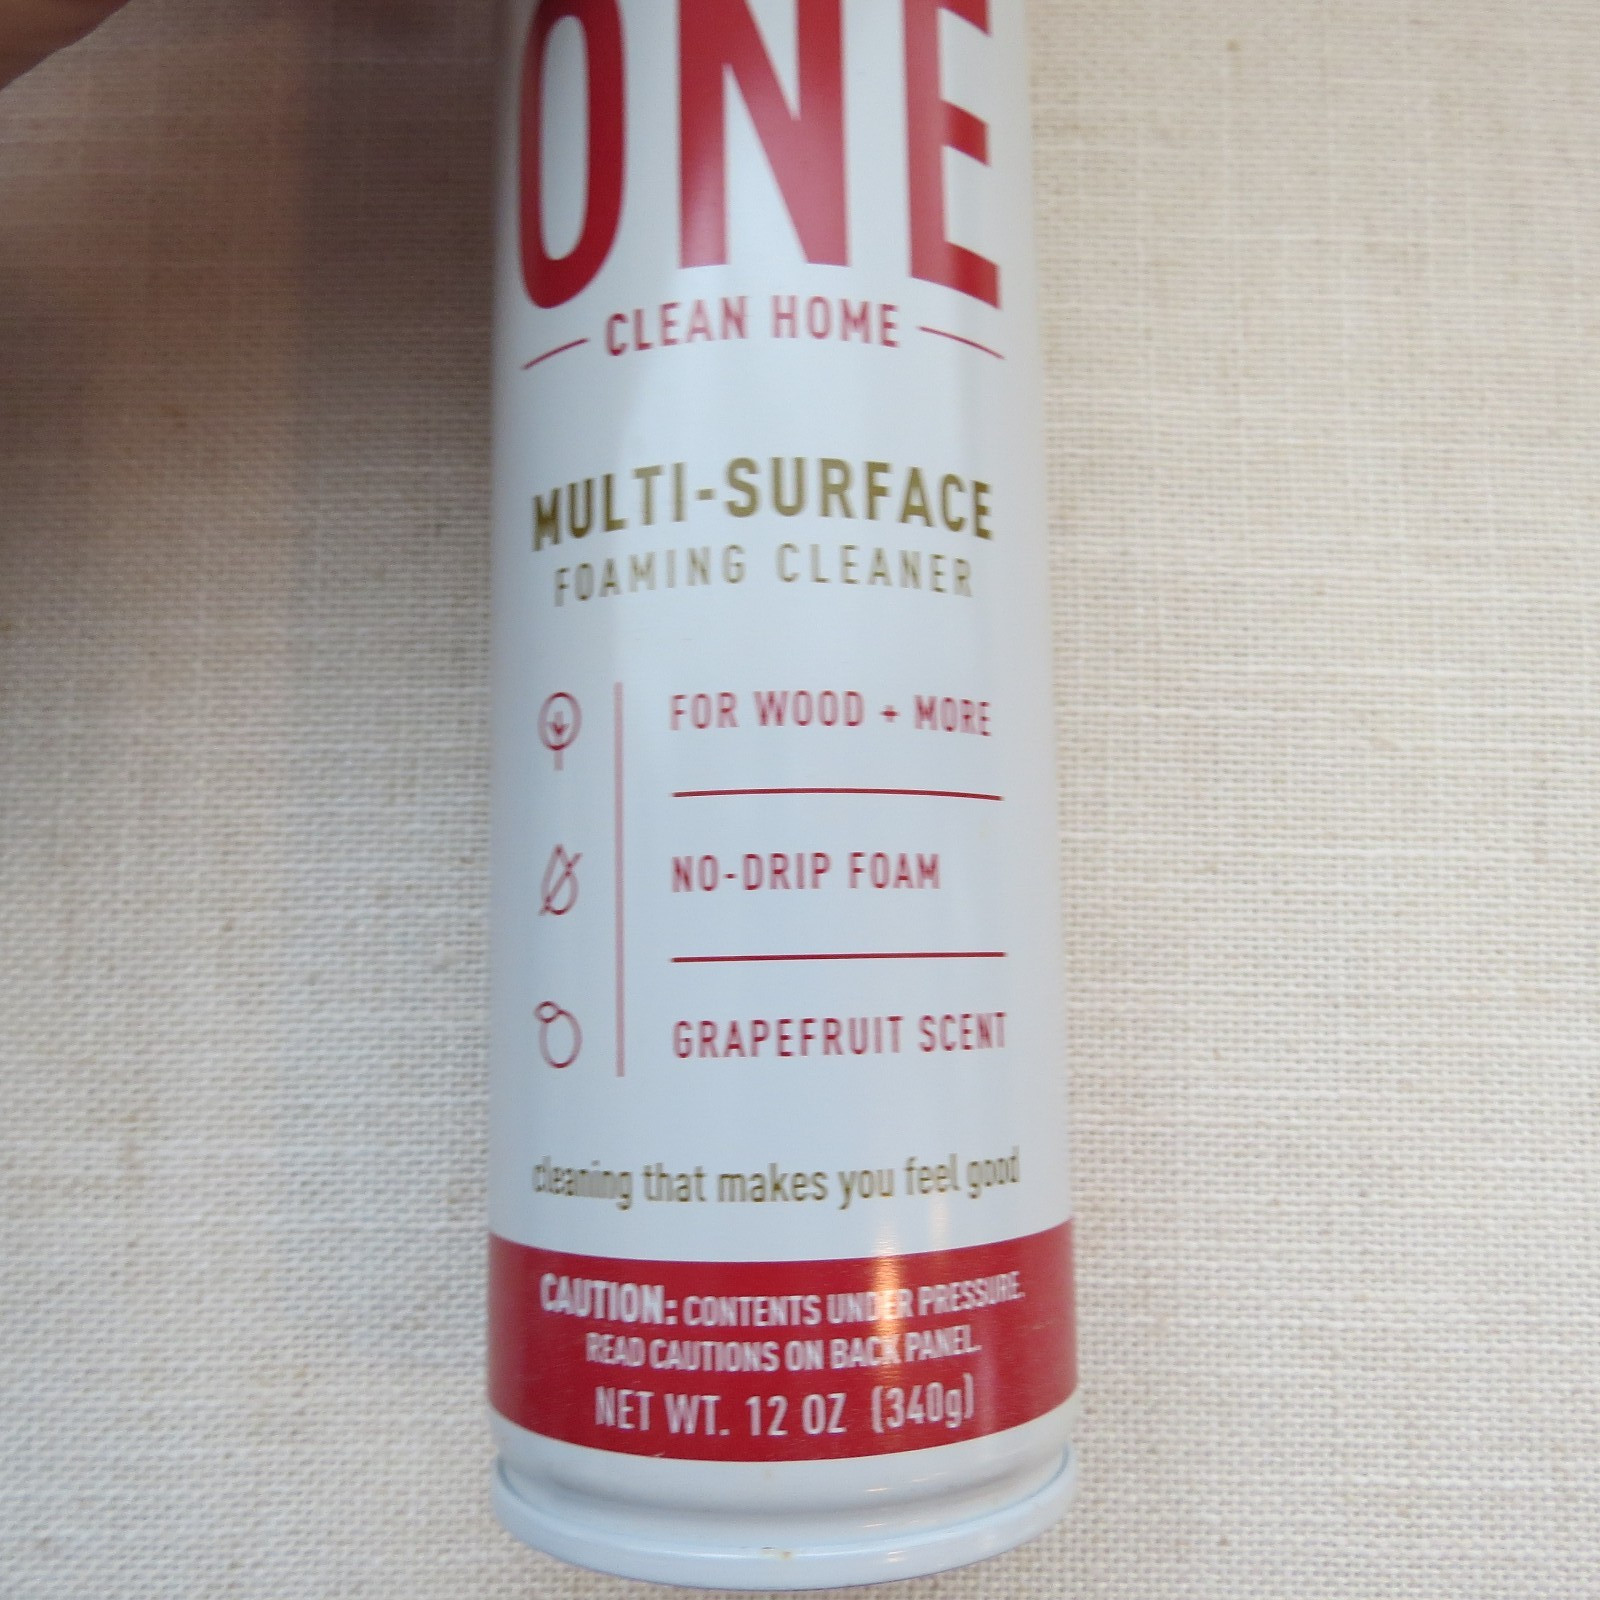 ONE
CLEAN HOME
MULTI-SURFACE
FOAMING CLEANER
FOR WOOD + MORE
NO-DRIP FOAM
GRAPEFRUIT SCENT
cleaning that makes you feel good
CAUTION: CONTENTS UNDER PRESSURE.
READ CAUTIONS ON BACK PANEL.
NET WT. 12 OZ (340g)